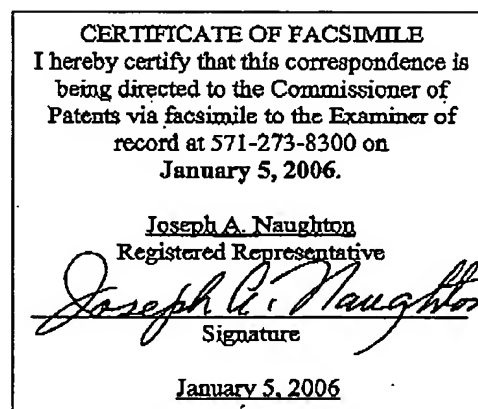 CERTIFICATE OF FACSIMILE
I hereby certify that this correspondence is
being directed to the Commissioner of
Patents via facsimile to the Examiner of
record at 571-273-8300 on
January 5, 2006.
Joseph A. Naughton
Registered Representative
Joseph A. Naughton
Signature
January 5, 2006